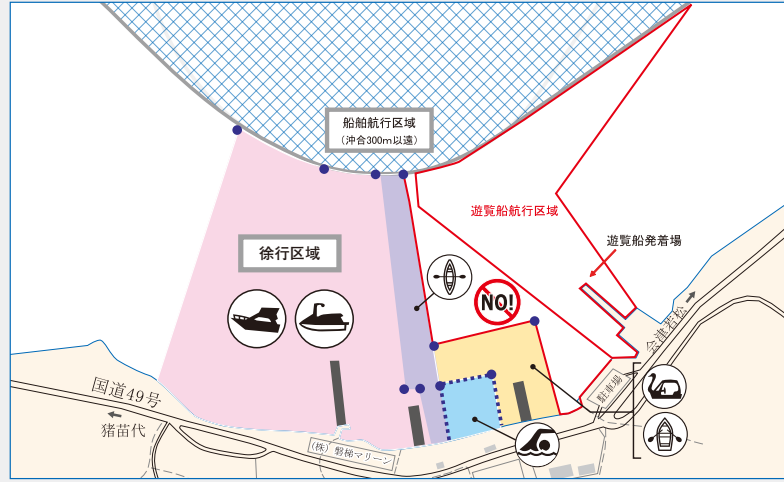 船舶航行区域
（沖合300m以遠）
遊覧船航行区域
遊覧船発着場
徐行区域
NO!
会津若松
国道49号
駐車場
猪苗代
（株）磐梯マリーン